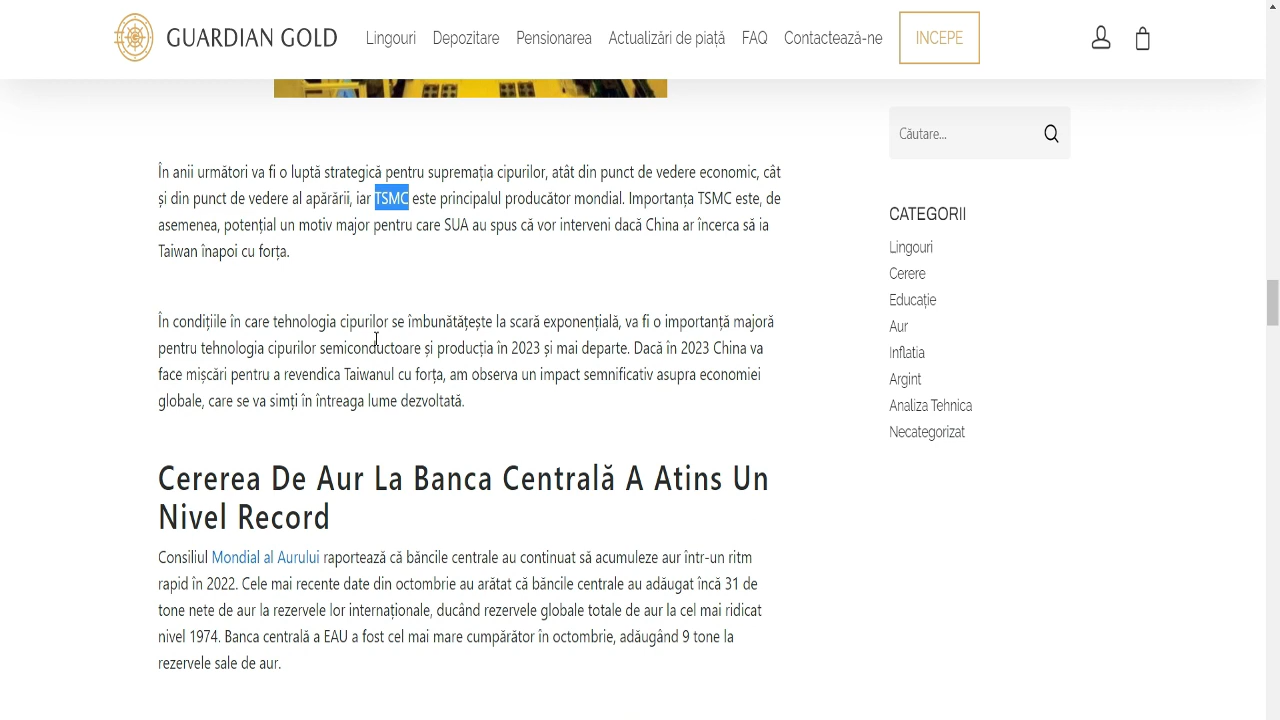 GUARDIAN GOLD
Lingouri Depozitare Pensionarea Actualizări de piață FAQ Contactează-ne INCEPE
Căutare...
În anii următori va fi o luptă strategică pentru supremația cipurilor, atât din punct de vedere economic, cât
și din punct de vedere al apărării, iar TSMC este principalul producător mondial. Importanța TSMC este, de
asemenea, potențial un motiv major pentru care SUA au spus că vor interveni dacă China ar încerca să ia
Taiwan înapoi cu forța.
În condițiile în care tehnologia cipurilor se îmbunătățește la scară exponențială, va fi o importanță majoră
pentru tehnologia cipurilor semiconductoare și producția în 2023 și mai departe. Dacă în 2023 China va
face mișcări pentru a revendica Taiwanul cu forța, am observa un impact semnificativ asupra economiei
globale, care se va simți în întreaga lume dezvoltată.
Cererea De Aur La Banca Centrală A Atins Un
Nivel Record
Consiliul Mondial al Aurului raportează că băncile centrale au continuat să acumuleze aur într-un ritm
rapid în 2022. Cele mai recente date din octombrie au arătat că băncile centrale au adăugat încă 31 de
tone nete de aur la rezervele lor internaționale, ducând rezervele globale totale de aur la cel mai ridicat
nivel 1974. Banca centrală a EAU a fost cel mai mare cumpărător în octombrie, adăugând 9 tone la
rezervele sale de aur.
CATEGORII
Lingouri
Cerere
Educație
Aur
Inflatia
Argint
Analiza Tehnica
Necategorizat